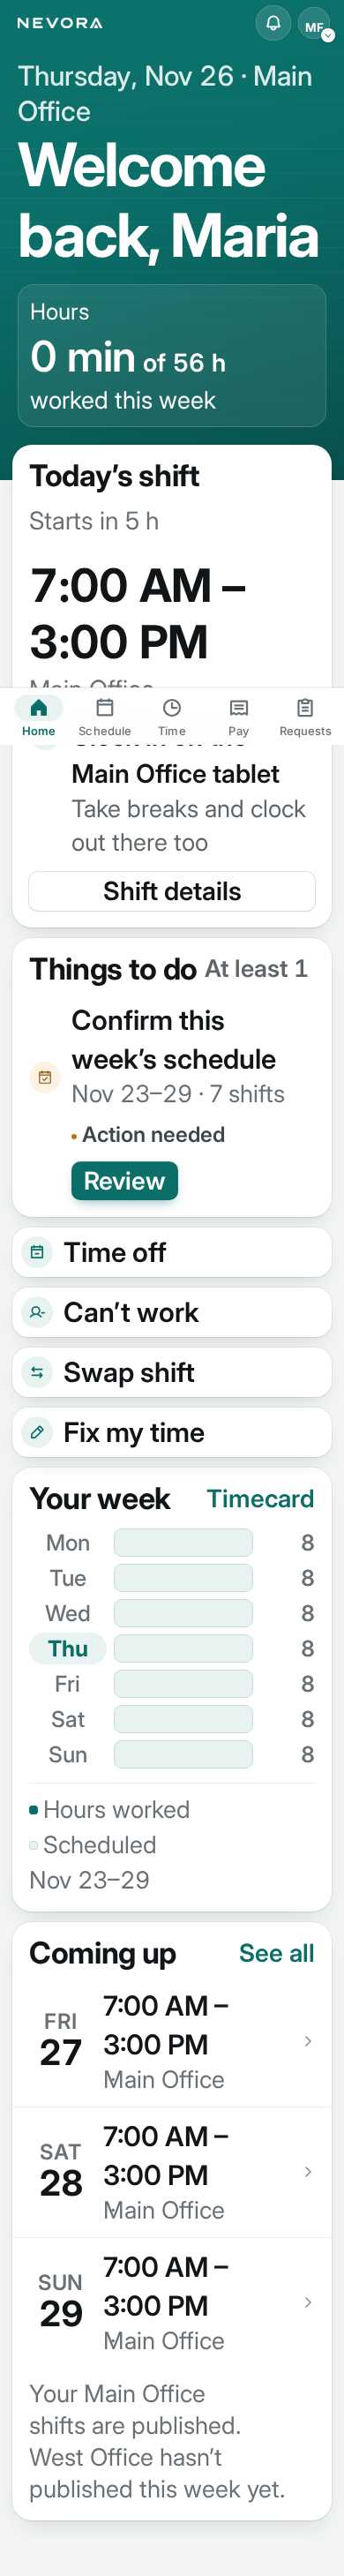 NEVORA
MF
Thursday, Nov 26 · Main
Office
Welcome
back, Maria
Hours
0 min of 56 h
worked this week
Today’s shift
Starts in 5 h
7:00 AM –
3:00 PM
Main Office
Home
Schedule
Time
Pay
Requests
Main Office tablet
Take breaks and clock
out there too
Shift details
Things to do At least 1
Confirm this
week’s schedule
Nov 23–29 · 7 shifts
Action needed
Review
Time off
Can’t work
Swap shift
Fix my time
Your week Timecard
Mon 8
Tue 8
Wed 8
Thu 8
Fri 8
Sat 8
Sun 8
Hours worked
Scheduled
Nov 23–29
Coming up See all
FRI
27
7:00 AM –
3:00 PM
Main Office
SAT
28
7:00 AM –
3:00 PM
Main Office
SUN
29
7:00 AM –
3:00 PM
Main Office
Your Main Office
shifts are published.
West Office hasn’t
published this week yet.